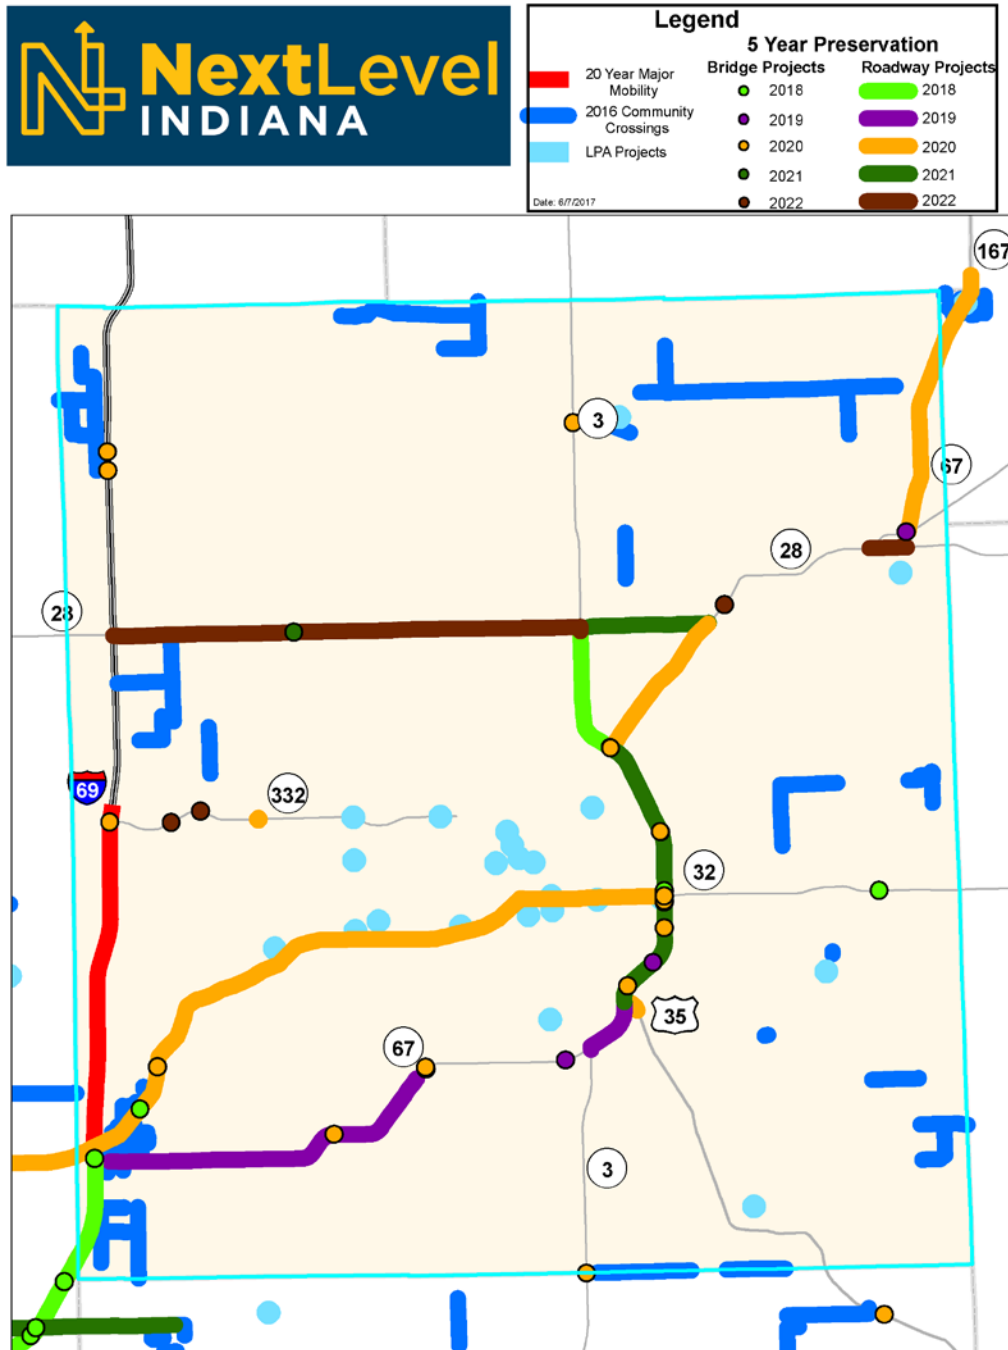 NextLevel
INDIANA
Legend
5 Year Preservation
Bridge Projects
Roadway Projects
20 Year Major
Mobility
2016 Community
Crossings
LPA Projects
2018
2019
2020
2021
2022
2018
2019
2020
2021
2022
Date: 6/7/2017
167
3
67
28
28
69
332
32
35
67
3